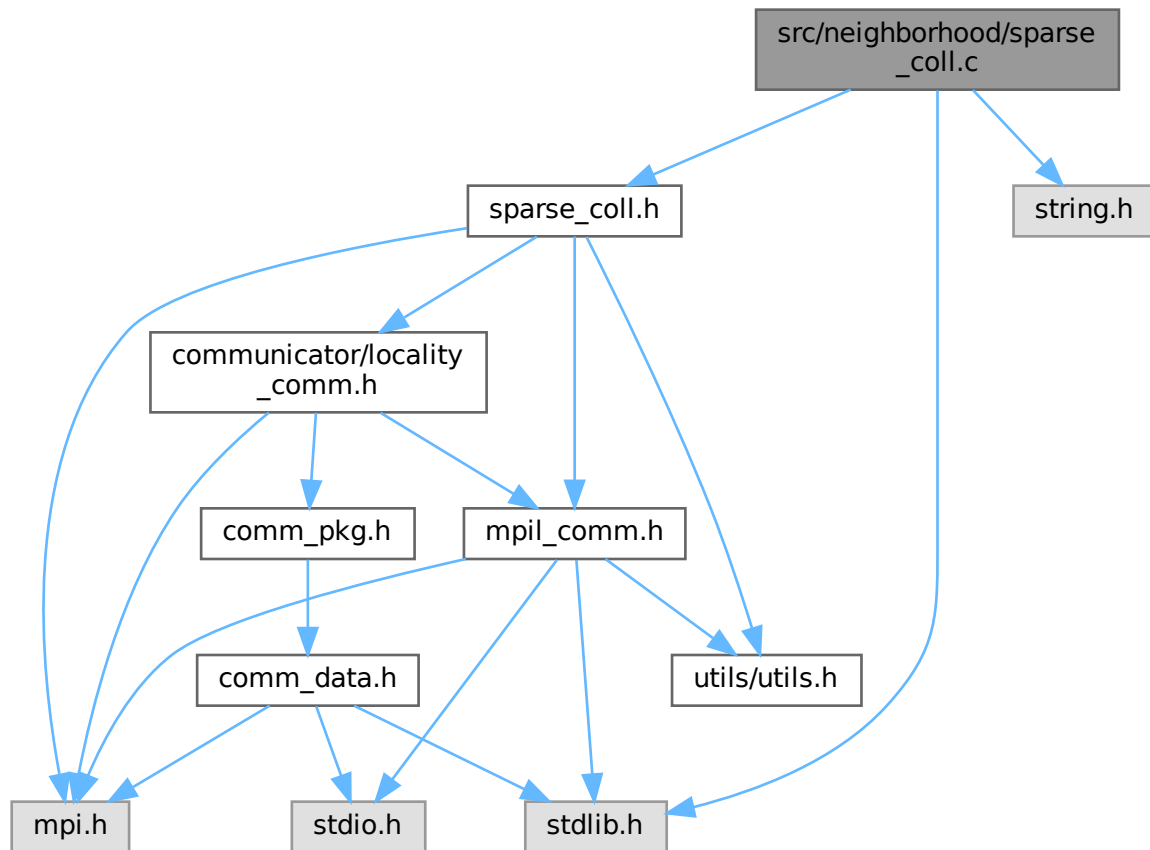 src/neighborhood/sparse
_coll.c
sparse_coll.h
string.h
communicator/locality
_comm.h
comm_pkg.h
mpil_comm.h
comm_data.h
utils/utils.h
mpi.h
stdio.h
stdlib.h